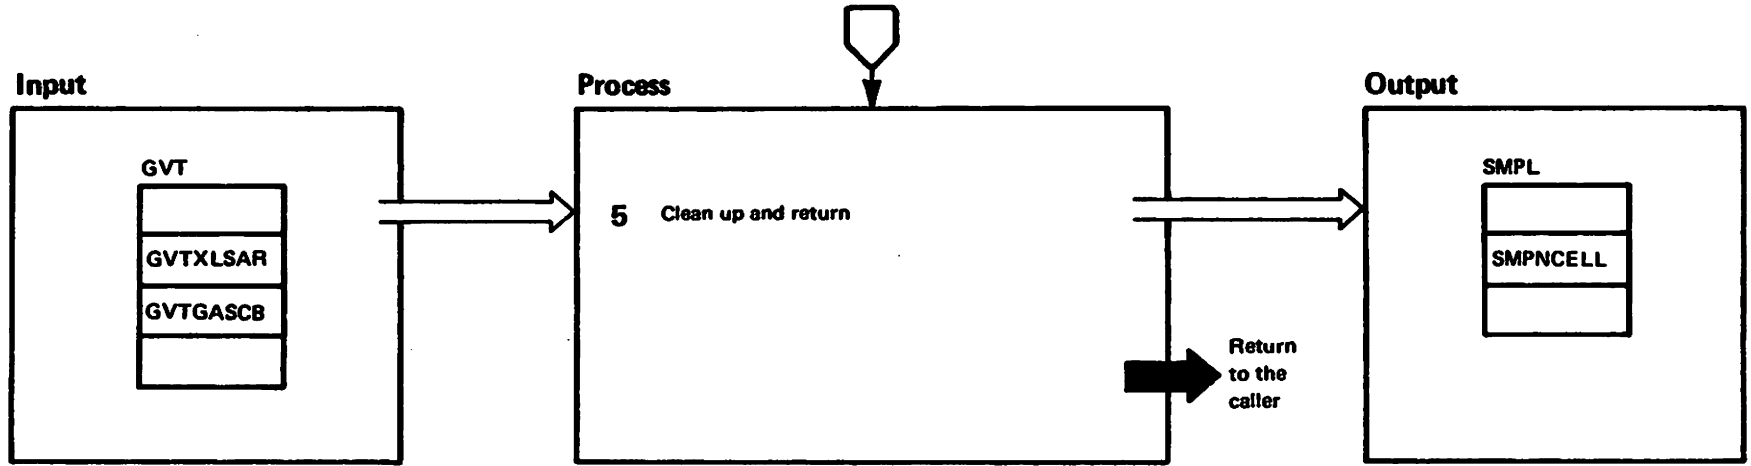 Input
Process
Output
GVT
GVTXLSAR
GVTGASCB
5 Clean up and return
SMPL
SMPNCELL
Return
to the
caller